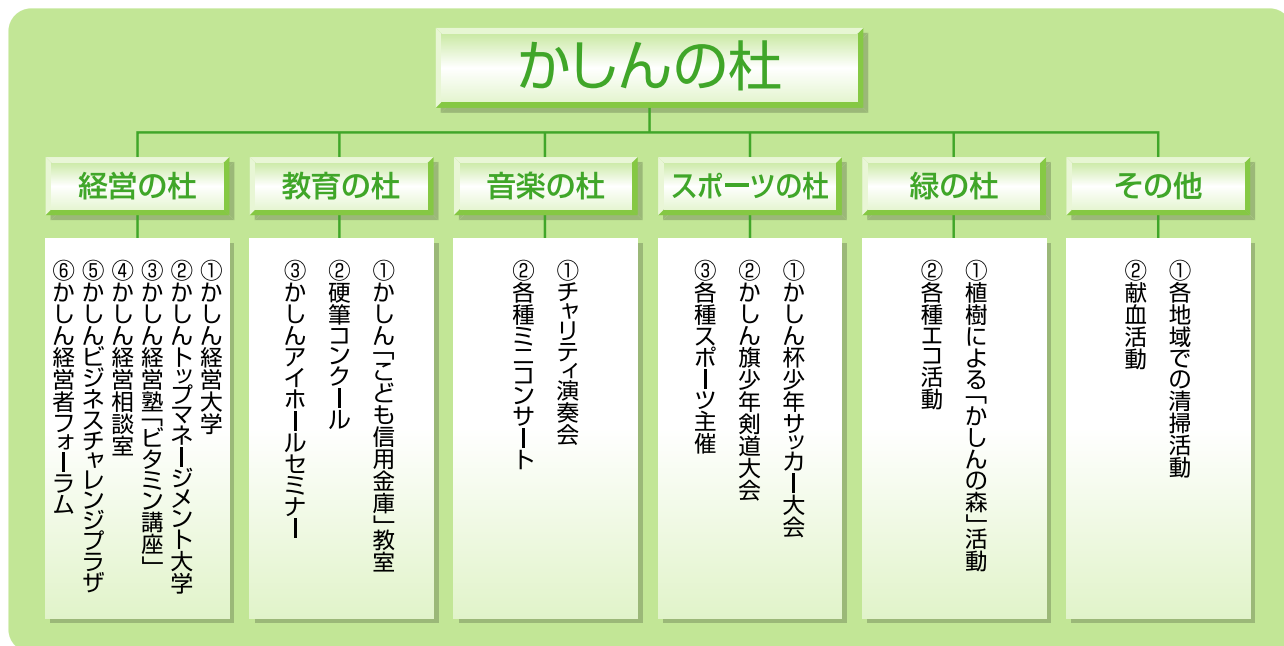 かしんの杜
経営の杜
①かしん経営大学
②かしんトップマネージメント大学
③かしん経営塾「ビタミン講座」
④かしん経営相談室
⑤かしんビジネスチャレンジプラザ
⑥かしん経営者フォーラム
教育の杜
①かしん「こども信用金庫」教室
②硬筆コンクール
③かしんアイホールセミナー
音楽の杜
①チャリティ演奏会
②各種ミニコンサート
スポーツの杜
①かしん杯少年サッカー大会
②かしん旗少年剣道大会
③各種スポーツ主催
緑の杜
①植樹による「かしんの森」活動
②各種エコ活動
その他
①各地域での清掃活動
②献血活動